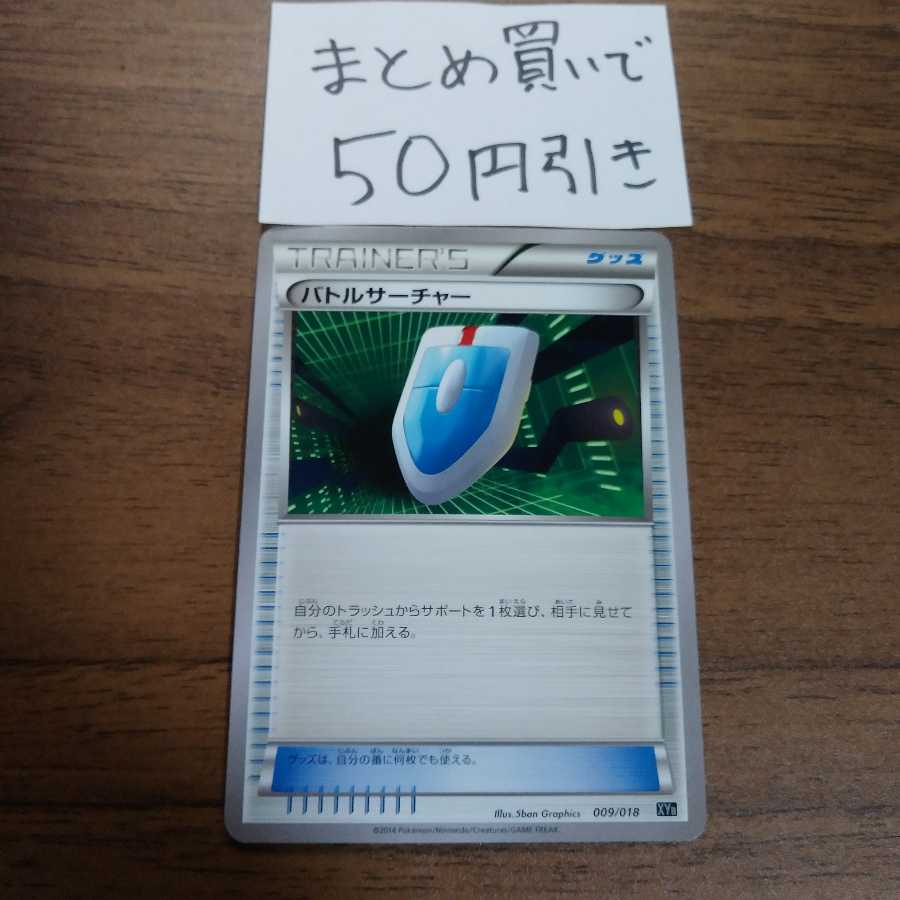 まとめ買いで
50円引き
TRAINER'S グッズ
バトルサーチャー
自分のトラッシュからサポートを1枚選び、相手に見せて
から、手札に加える。
グッズは、自分の番に何枚でも使える。
Illus.5ban Graphics 009/018 XY
©2014 Pokémon/Nintendo/Creatures/GAME FREAK.